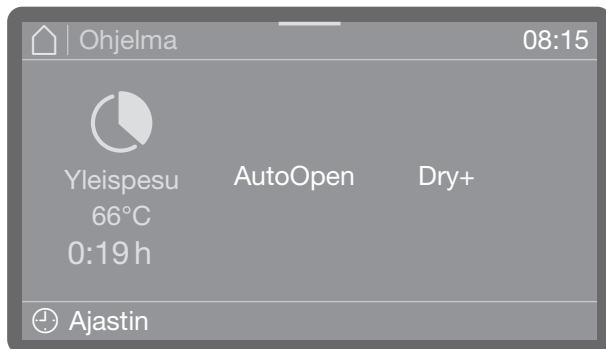 Ohjelma 08:15
Yleispesu AutoOpen Dry+
66°C
0:19 h
Ajastin